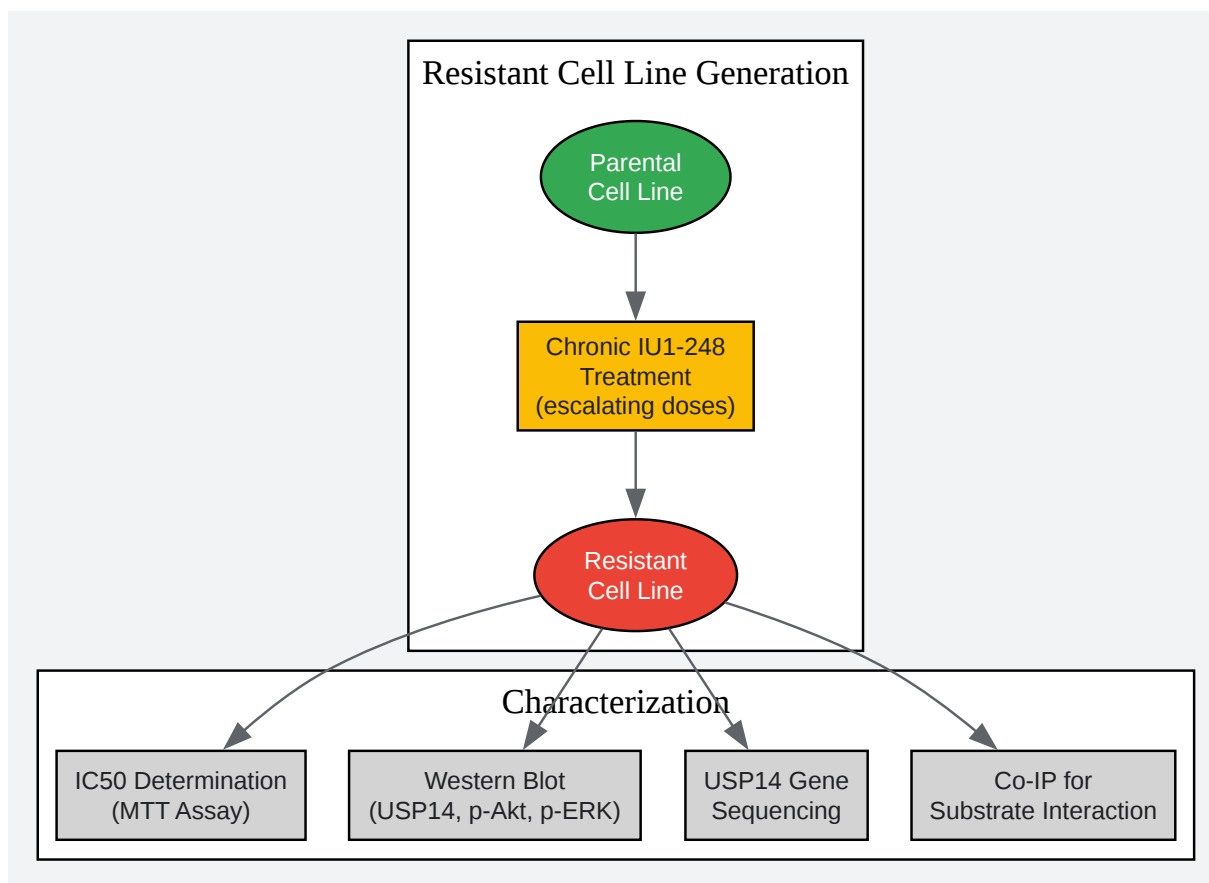 Resistant Cell Line Generation
Parental
Cell Line
Chronic IU1-248
Treatment
(escalating doses)
Resistant
Cell Line
Characterization
IC50 Determination
(MTT Assay)
Western Blot
(USP14, p-Akt, p-ERK)
USP14 Gene
Sequencing
Co-IP for
Substrate Interaction